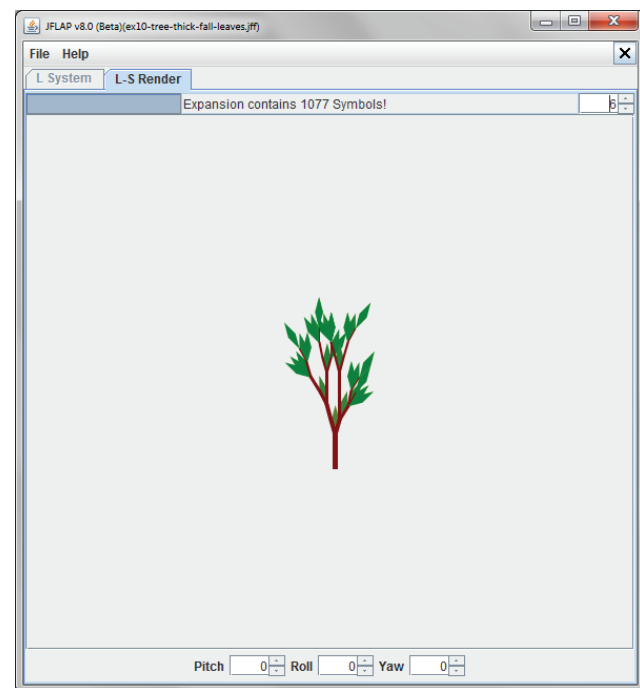 JFLAP v8.0 (Beta)(ex10-tree-thick-fall-leaves.jff)
File Help
L System L-S Render
Expansion contains 1077 Symbols! 6
Pitch 0 Roll 0 Yaw 0